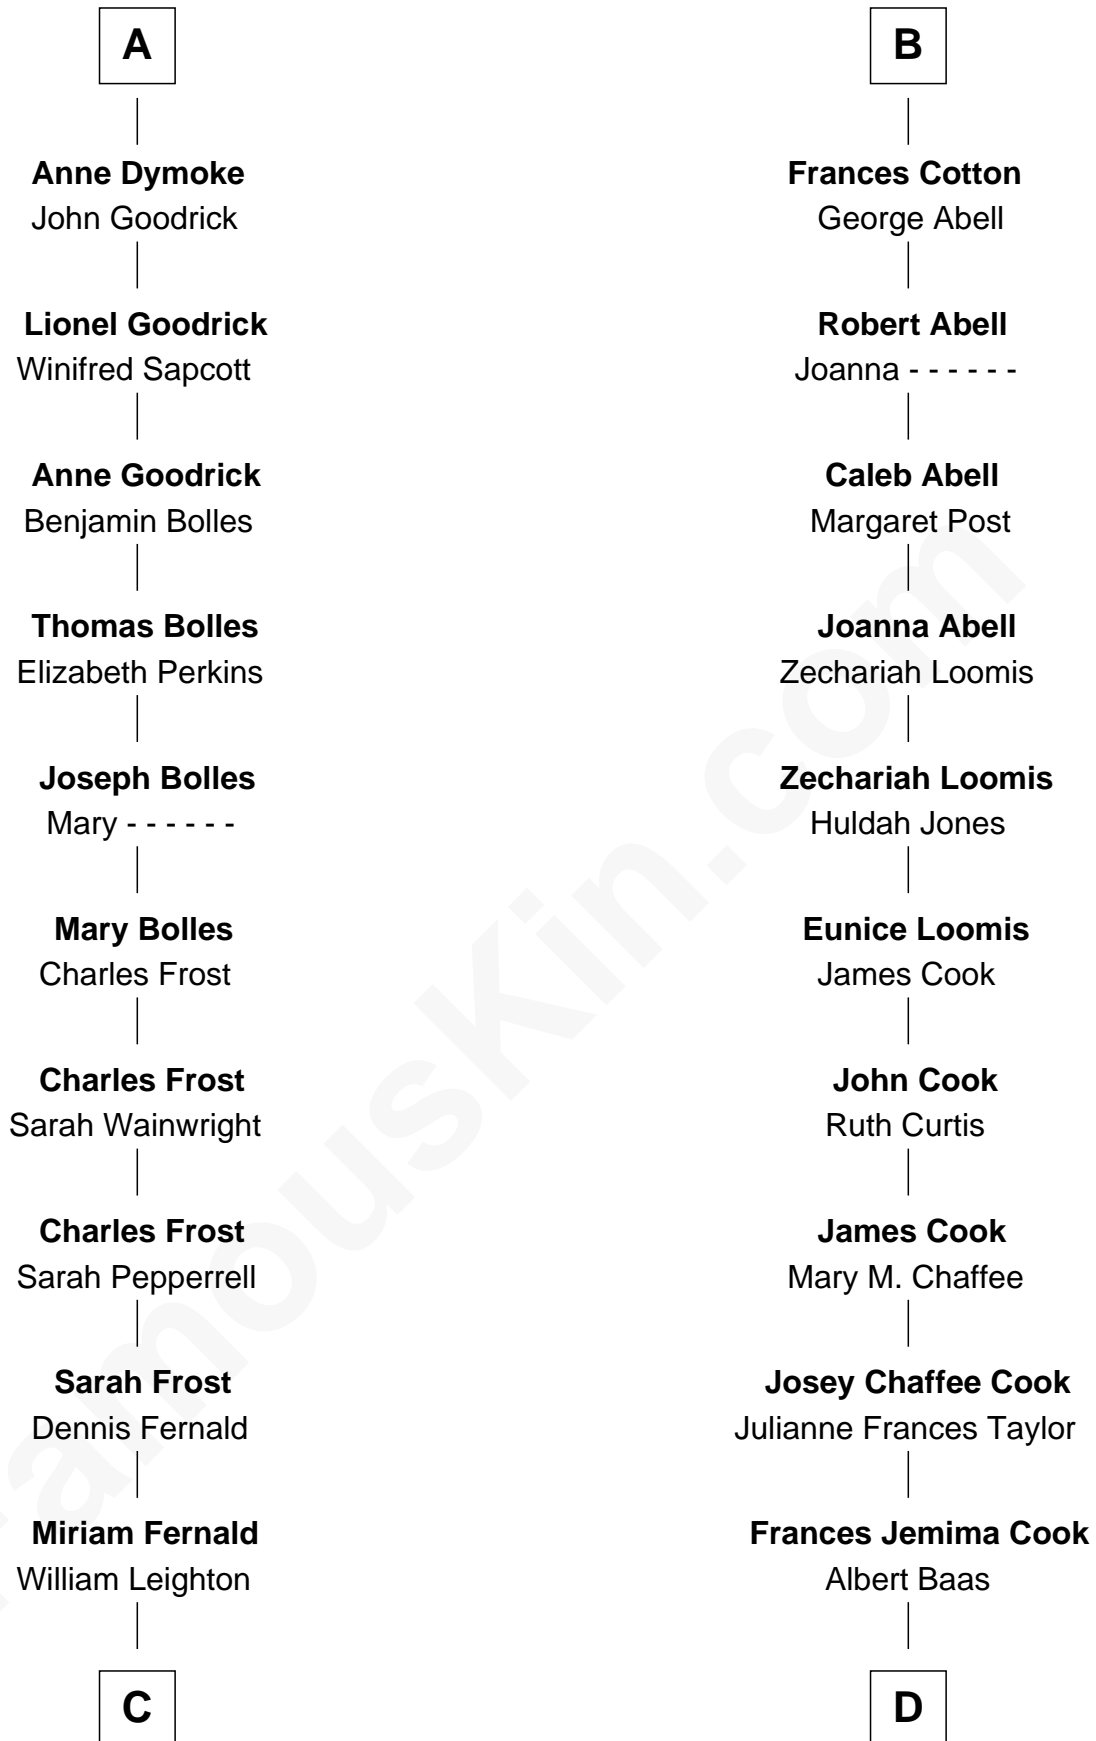 A
Anne Dymoke
John Goodrick
Lionel Goodrick
Winifred Sapcott
Anne Goodrick
Benjamin Bolles
Thomas Bolles
Elizabeth Perkins
Joseph Bolles
Mary - - - - - -
Mary Bolles
Charles Frost
Charles Frost
Sarah Wainwright
Charles Frost
Sarah Pepperrell
Sarah Frost
Dennis Fernald
Miriam Fernald
William Leighton
C
B
Frances Cotton
George Abell
Robert Abell
Joanna - - - - - -
Caleb Abell
Margaret Post
Joanna Abell
Zechariah Loomis
Zechariah Loomis
Huldah Jones
Eunice Loomis
James Cook
John Cook
Ruth Curtis
James Cook
Mary M. Chaffee
Josey Chaffee Cook
Julianne Frances Taylor
Frances Jemima Cook
Albert Baas
D
FamousKin.com